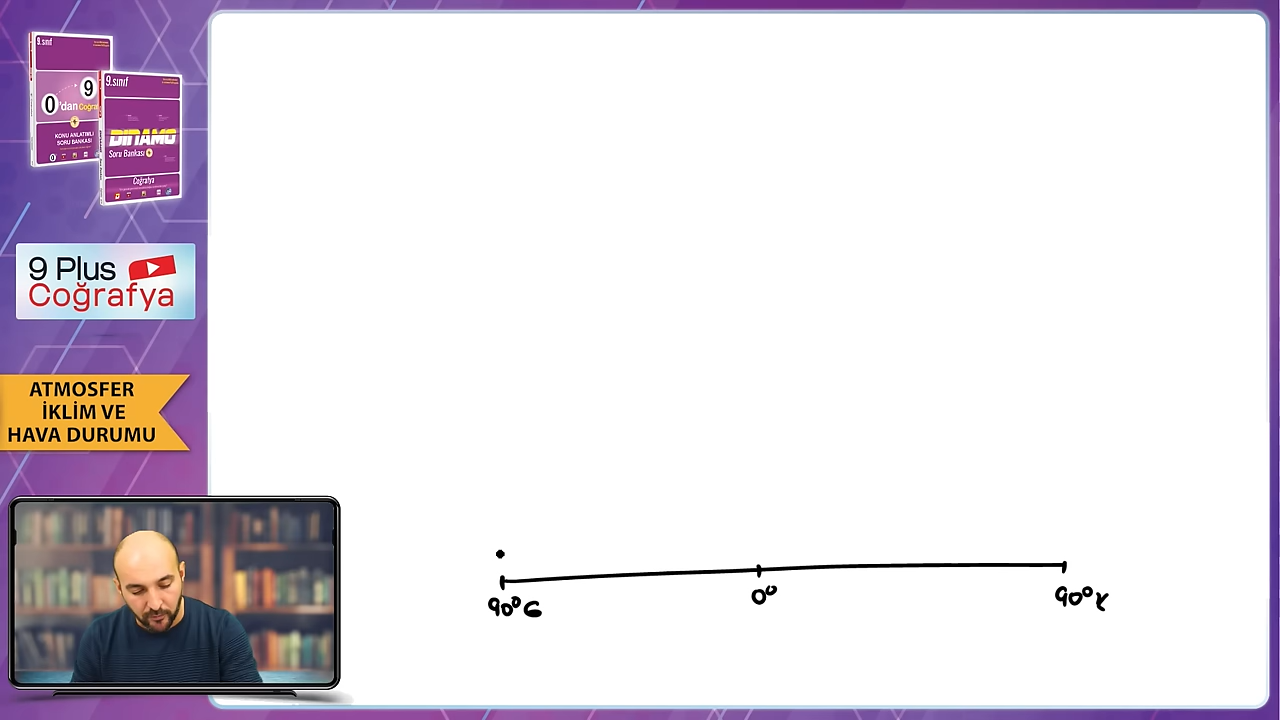 9.sınıf
0'dan 9
Coğra
KONU ANLATIMLI
SORU BANKASI
9.sınıf
DİNAMO
Soru Bankası
Coğrafya
9 Plus
Coğrafya
ATMOSFER
İKLİM VE
HAVA DURUMU
90°G
0°
90°K